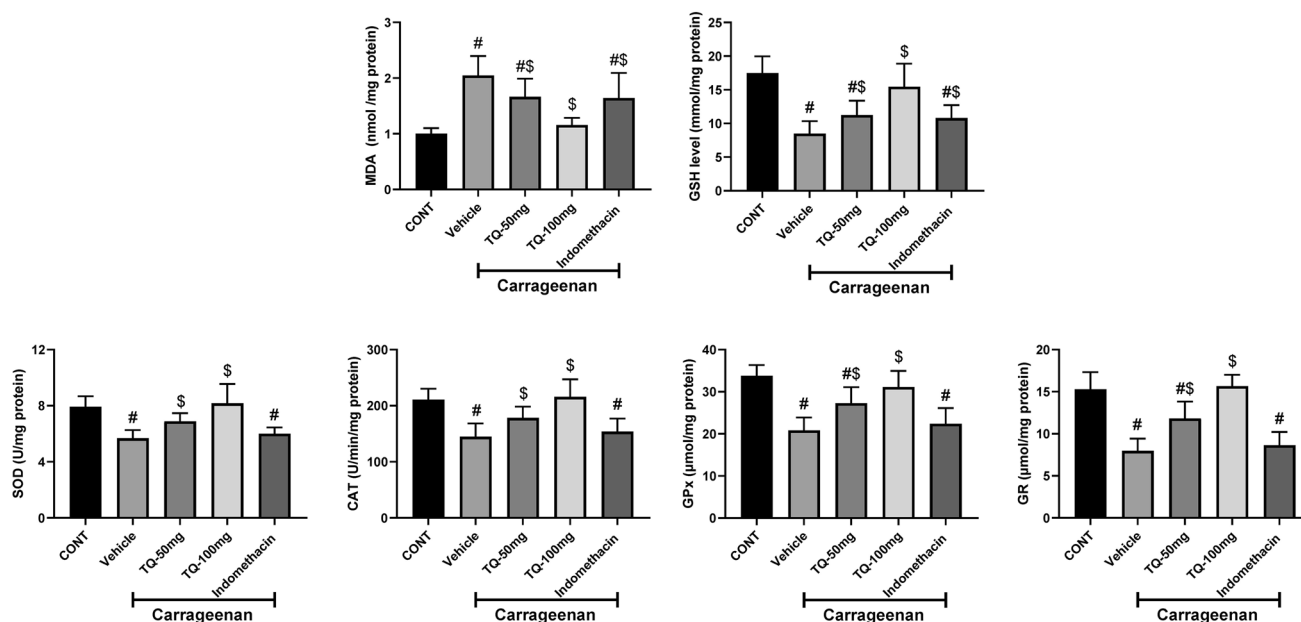 MDA (nmol /mg protein)
3
2
1
0
#
#$
$
#$
CONT
Vehicle
TQ-50mg
TQ-100mg
Indomethacin
Carrageenan
GSH level (mmol/mg protein)
25
20
15
10
5
0
#
#$
$
#$
CONT
Vehicle
TQ-50mg
TQ-100mg
Indomethacin
Carrageenan
SOD (U/mg protein)
12
8
4
0
#
$
$
#
CONT
Vehicle
TQ-50mg
TQ-100mg
Indomethacin
Carrageenan
CAT (U/min/mg protein)
300
200
100
0
#
$
$
#
CONT
Vehicle
TQ-50mg
TQ-100mg
Indomethacin
Carrageenan
GPx (µmol/mg protein)
40
30
20
10
0
#
#$
$
#
CONT
Vehicle
TQ-50mg
TQ-100mg
Indomethacin
Carrageenan
GR (µmol/mg protein)
20
15
10
5
0
#
#$
$
#
CONT
Vehicle
TQ-50mg
TQ-100mg
Indomethacin
Carrageenan